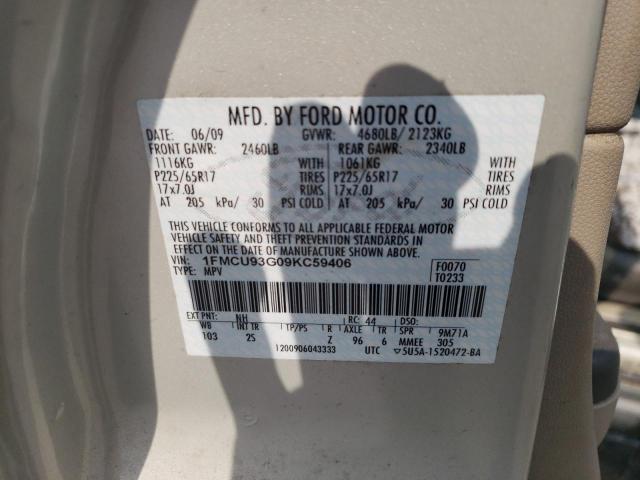 MFD. BY FORD MOTOR CO.
DATE: 06/09 GVWR: 4680LB/ 2123KG
FRONT GAWR: 2460LB REAR GAWR: 2340LB
1116KG WITH 1061KG WITH
P225/65R17 TIRES P225/65R17 TIRES
17x7.0J RIMS 17x7.0J RIMS
AT 205 kPa/ 30 PSI COLD AT 205 kPa/ 30 PSI COLD
THIS VEHICLE CONFORMS TO ALL APPLICABLE FEDERAL MOTOR
VEHICLE SAFETY AND THEFT PREVENTION STANDARDS IN
EFFECT ON THE DATE OF MANUFACTURE SHOWN ABOVE.
VIN: 1FMCU93G09KC59406 F0070
TYPE: MPV T0233
EXT PNT: NH RC: 44 DSO:
WB INT TR TP/PS R AXLE TR SPR 9M71A
103 2S Z 96 6 MMEE 305
1200906043333 UTC ▽5U5A-1520472-BA